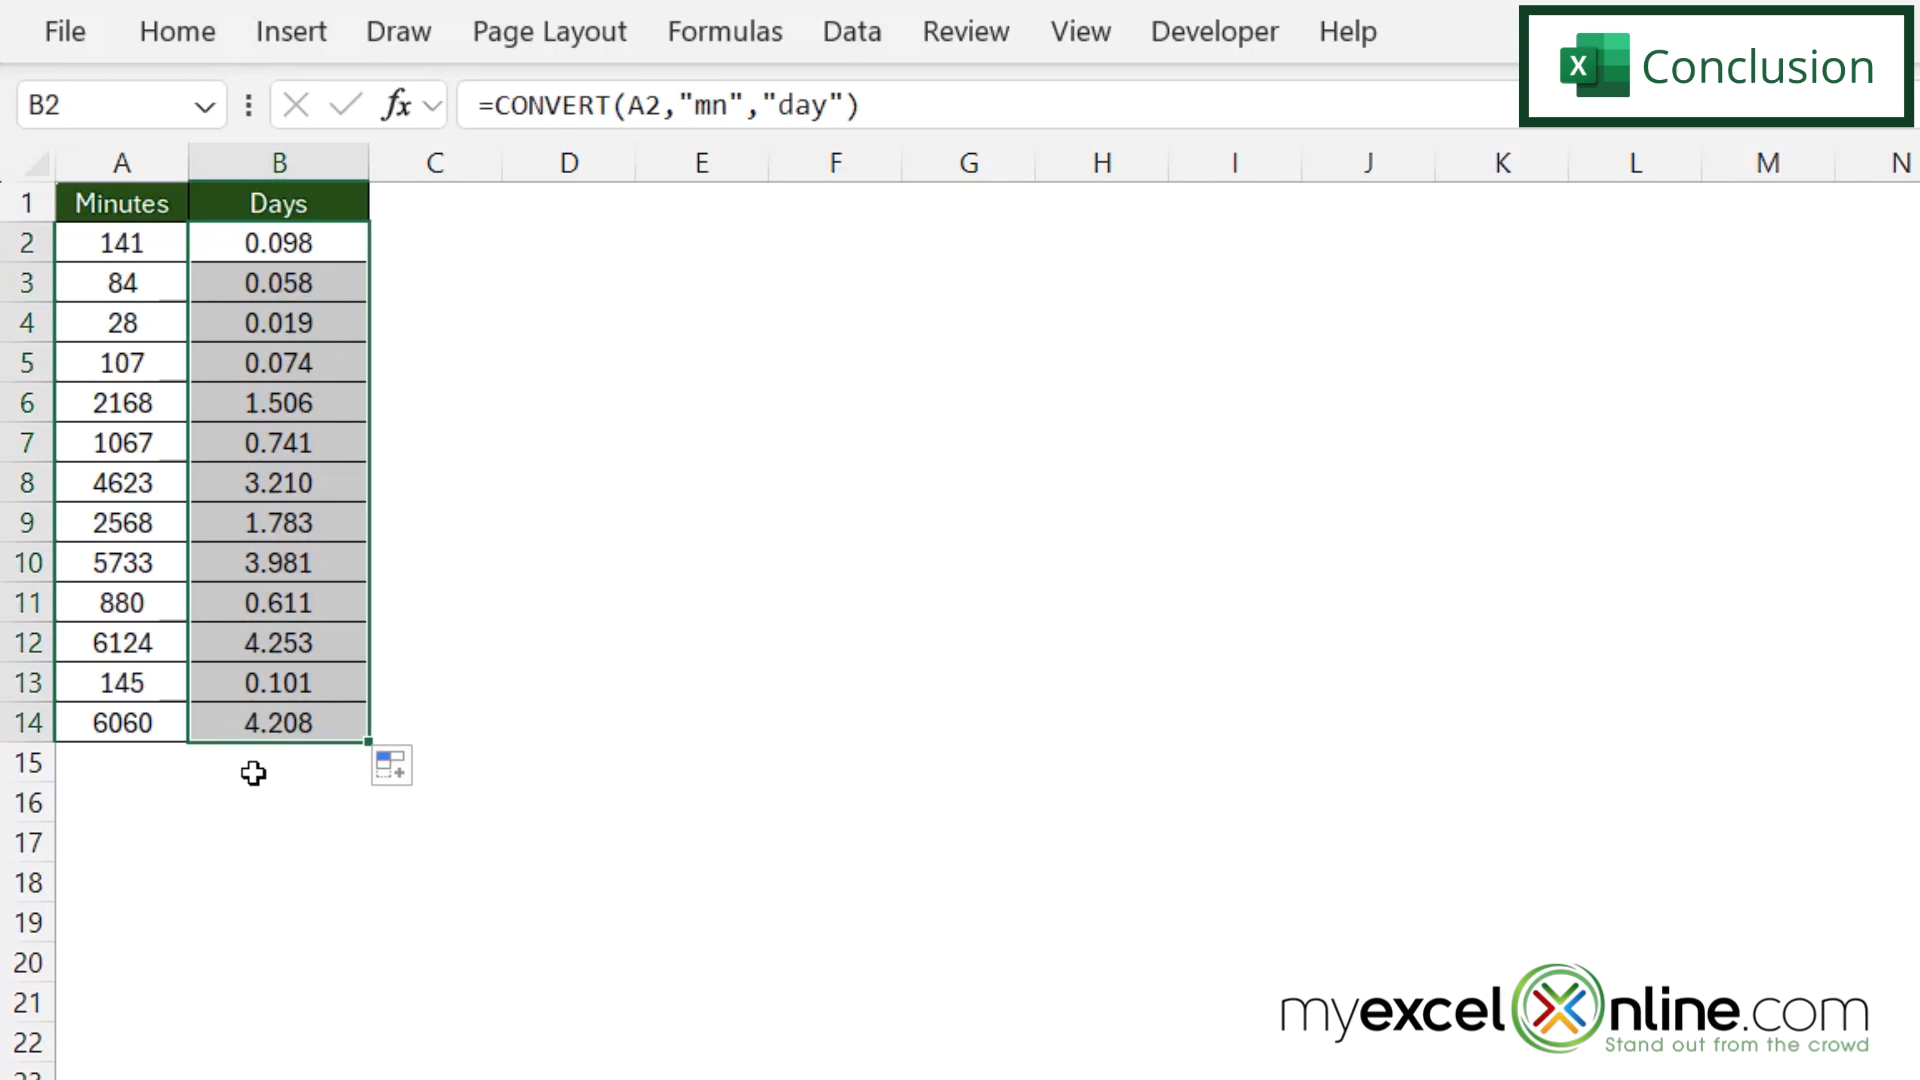 File Home Insert Draw Page Layout Formulas Data Review View Developer Help
X Conclusion
B2 fx =CONVERT(A2,"mn","day")
A B C D E F G H I J K L M N
1 Minutes Days
2 141 0.098
3 84 0.058
4 28 0.019
5 107 0.074
6 2168 1.506
7 1067 0.741
8 4623 3.210
9 2568 1.783
10 5733 3.981
11 880 0.611
12 6124 4.253
13 145 0.101
14 6060 4.208
15
16
17
18
19
20
21
22
23
myexcelOnline.com
Stand out from the crowd